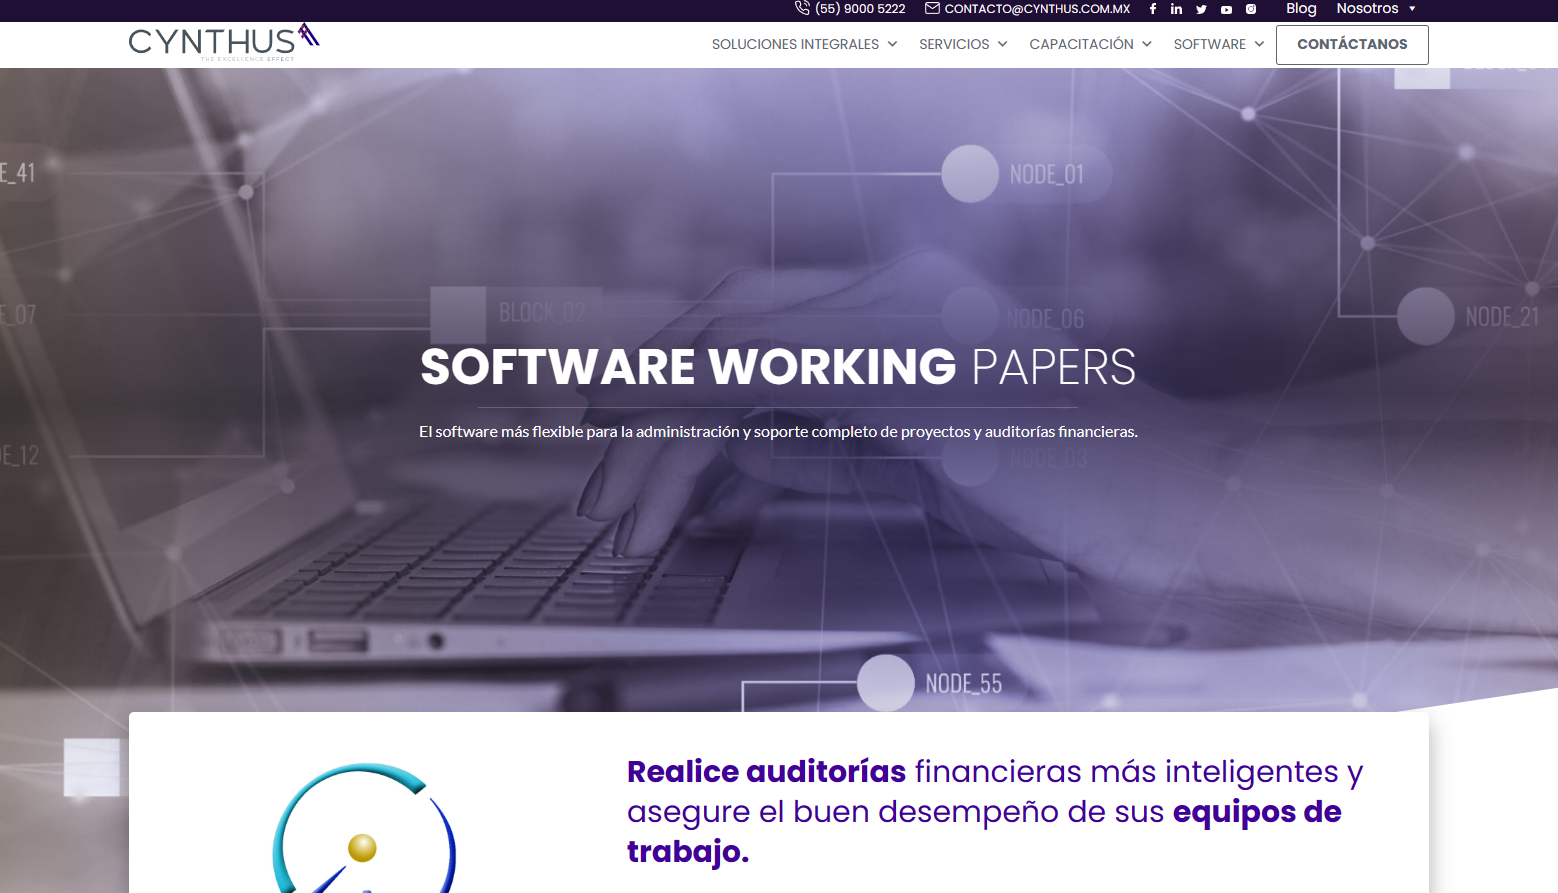 (55) 9000 5222 CONTACTO@CYNTHUS.COM.MX Blog Nosotros
CYNTHUS
THE EXCELLENCE EFFECT
SOLUCIONES INTEGRALES SERVICIOS CAPACITACIÓN SOFTWARE CONTÁCTANOS
E_41
NODE_01
E_07
BLOCK_02
NODE_06
NODE_21
SOFTWARE WORKING PAPERS
El software más flexible para la administración y soporte completo de proyectos y auditorías financieras.
DE_12
NODE_03
NODE_55
Realice auditorías financieras más inteligentes y
asegure el buen desempeño de sus equipos de
trabajo.